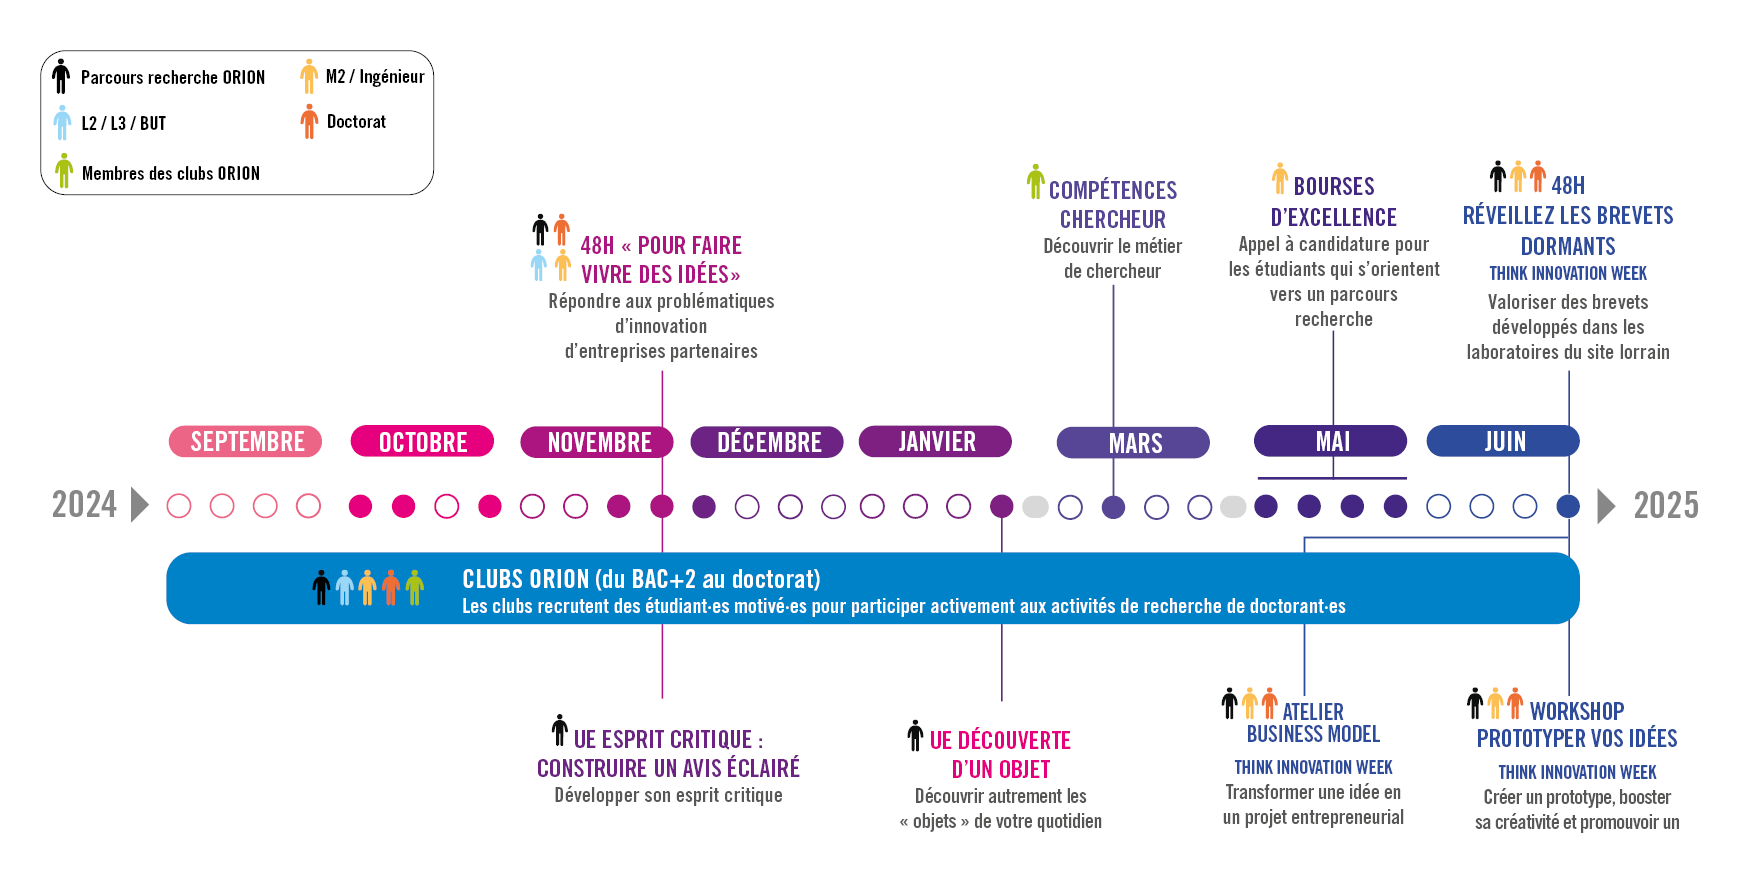 Parcours recherche ORION
M2 / Ingénieur
L2 / L3 / BUT
Doctorat
Membres des clubs ORION
48H « POUR FAIRE
VIVRE DES IDÉES»
Répondre aux problématiques
d’innovation
d’entreprises partenaires
COMPÉTENCES
CHERCHEUR
Découvrir le métier
de chercheur
BOURSES
D’EXCELLENCE
Appel à candidature pour
les étudiants qui s’orientent
vers un parcours
recherche
48H
RÉVEILLEZ LES BREVETS
DORMANTS
THINK INNOVATION WEEK
Valoriser des brevets
développés dans les
laboratoires du site lorrain
SEPTEMBRE
OCTOBRE
NOVEMBRE
DÉCEMBRE
JANVIER
MARS
MAI
JUIN
2024
2025
CLUBS ORION (du BAC+2 au doctorat)
Les clubs recrutent des étudiant·es motivé·es pour participer activement aux activités de recherche de doctorant·es
UE ESPRIT CRITIQUE :
CONSTRUIRE UN AVIS ÉCLAIRÉ
Développer son esprit critique
UE DÉCOUVERTE
D’UN OBJET
Découvrir autrement les
« objets » de votre quotidien
ATELIER
BUSINESS MODEL
THINK INNOVATION WEEK
Transformer une idée en
un projet entrepreneurial
WORKSHOP
PROTOTYPER VOS IDÉES
THINK INNOVATION WEEK
Créer un prototype, booster
sa créativité et promouvoir un